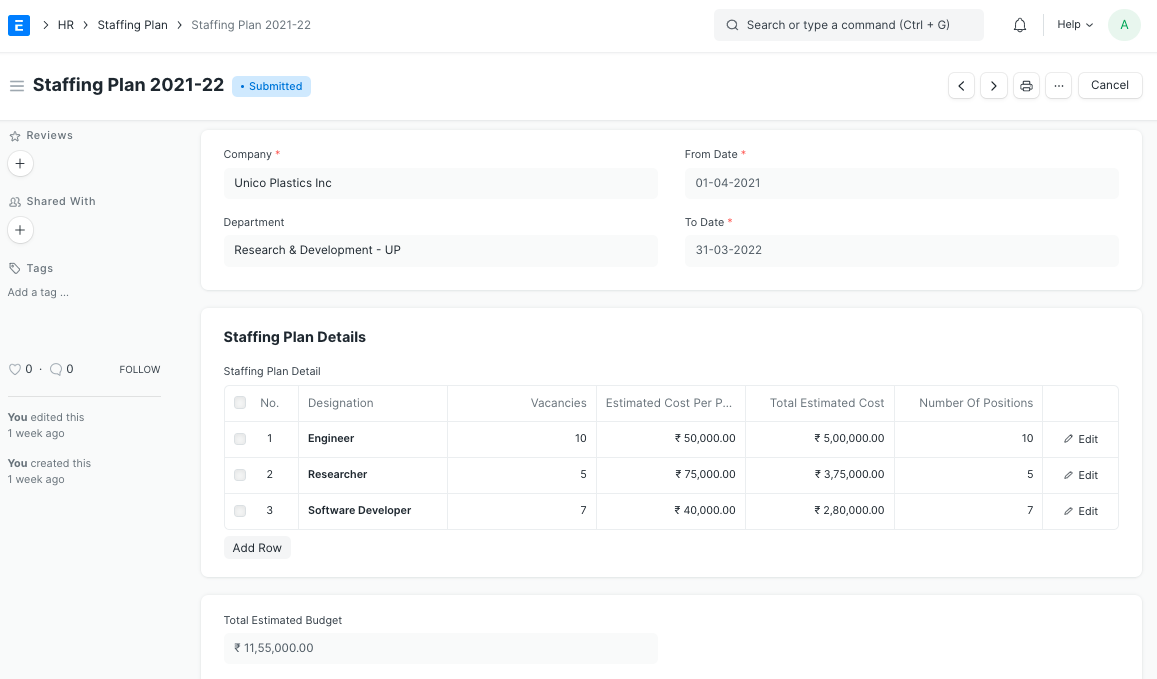 E HR Staffing Plan Staffing Plan 2021-22 Search or type a command (Ctrl + G) Help A
Staffing Plan 2021-22 • Submitted ··· Cancel
Reviews
+
Shared With
+
Tags
Add a tag ...
0 · 0 FOLLOW
You edited this
1 week ago
You created this
1 week ago
Company * From Date *
Unico Plastics Inc 01-04-2021
Department To Date *
Research & Development - UP 31-03-2022
Staffing Plan Details
Staffing Plan Detail
No. Designation Vacancies Estimated Cost Per P... Total Estimated Cost Number Of Positions
1 Engineer 10 ₹ 50,000.00 ₹ 5,00,000.00 10 Edit
2 Researcher 5 ₹ 75,000.00 ₹ 3,75,000.00 5 Edit
3 Software Developer 7 ₹ 40,000.00 ₹ 2,80,000.00 7 Edit
Add Row
Total Estimated Budget
₹ 11,55,000.00